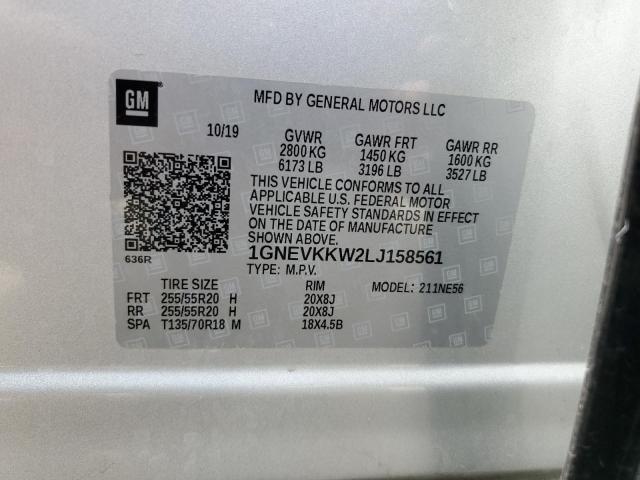 GM
MFD BY GENERAL MOTORS LLC
10/19 GVWR GAWR FRT GAWR RR
2800 KG 1450 KG 1600 KG
6173 LB 3196 LB 3527 LB
THIS VEHICLE CONFORMS TO ALL
APPLICABLE U.S. FEDERAL MOTOR
VEHICLE SAFETY STANDARDS IN EFFECT
ON THE DATE OF MANUFACTURE
SHOWN ABOVE.
636R
1GNEVKKW2LJ158561
TYPE: M.P.V. MODEL: 211NE56
TIRE SIZE RIM
FRT 255/55R20 H 20X8J
RR 255/55R20 H 20X8J
SPA T135/70R18 M 18X4.5B